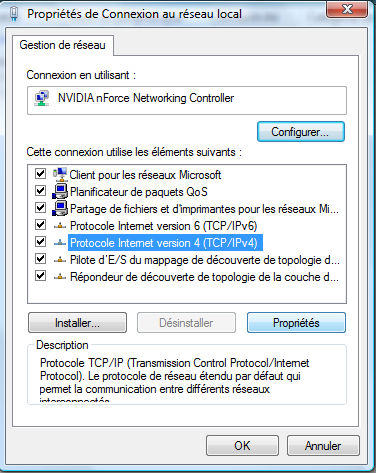 Propriétés de Connexion au réseau local
Gestion de réseau
Connexion en utilisant :
NVIDIA nForce Networking Controller
Configurer...
Cette connexion utilise les éléments suivants :
Client pour les réseaux Microsoft
Planificateur de paquets QoS
Partage de fichiers et d'imprimantes pour les réseaux Mi...
Protocole Internet version 6 (TCP/IPv6)
Protocole Internet version 4 (TCP/IPv4)
Pilote d'E/S du mappage de découverte de topologie d...
Répondeur de découverte de topologie de la couche d...
Installer...
Désinstaller
Propriétés
Description
Protocole TCP/IP (Transmission Control Protocol/Internet
Protocol). Le protocole de réseau étendu par défaut qui
permet la communication entre différents réseaux
interconnectés
OK
Annuler